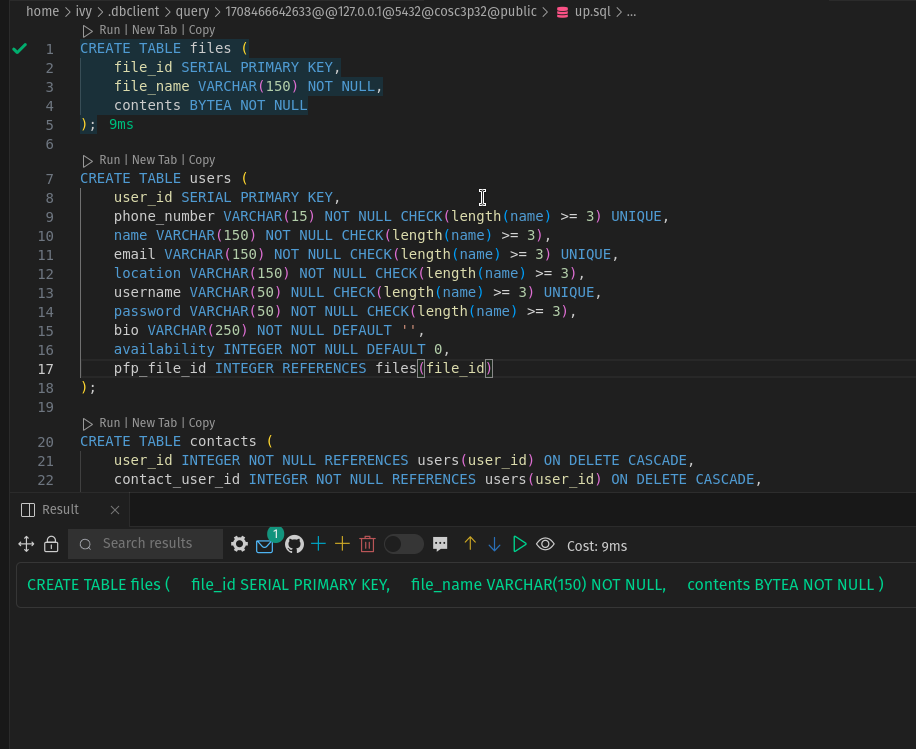 home > ivy > .dbclient > query > 1708466642633@@127.0.0.1@5432@cosc3p32@public > up.sql > ...
Run | New Tab | Copy
1 CREATE TABLE files (
2 file_id SERIAL PRIMARY KEY,
3 file_name VARCHAR(150) NOT NULL,
4 contents BYTEA NOT NULL
5 ); 9ms
6
Run | New Tab | Copy
7 CREATE TABLE users (
8 user_id SERIAL PRIMARY KEY,
9 phone_number VARCHAR(15) NOT NULL CHECK(length(name) >= 3) UNIQUE,
10 name VARCHAR(150) NOT NULL CHECK(length(name) >= 3),
11 email VARCHAR(150) NOT NULL CHECK(length(name) >= 3) UNIQUE,
12 location VARCHAR(150) NOT NULL CHECK(length(name) >= 3),
13 username VARCHAR(50) NULL CHECK(length(name) >= 3) UNIQUE,
14 password VARCHAR(50) NOT NULL CHECK(length(name) >= 3),
15 bio VARCHAR(250) NOT NULL DEFAULT '',
16 availability INTEGER NOT NULL DEFAULT 0,
17 pfp_file_id INTEGER REFERENCES files(file_id)
18 );
19
Run | New Tab | Copy
20 CREATE TABLE contacts (
21 user_id INTEGER NOT NULL REFERENCES users(user_id) ON DELETE CASCADE,
22 contact_user_id INTEGER NOT NULL REFERENCES users(user_id) ON DELETE CASCADE,
Result
Search results 1 Cost: 9ms
CREATE TABLE files ( file_id SERIAL PRIMARY KEY, file_name VARCHAR(150) NOT NULL, contents BYTEA NOT NULL )